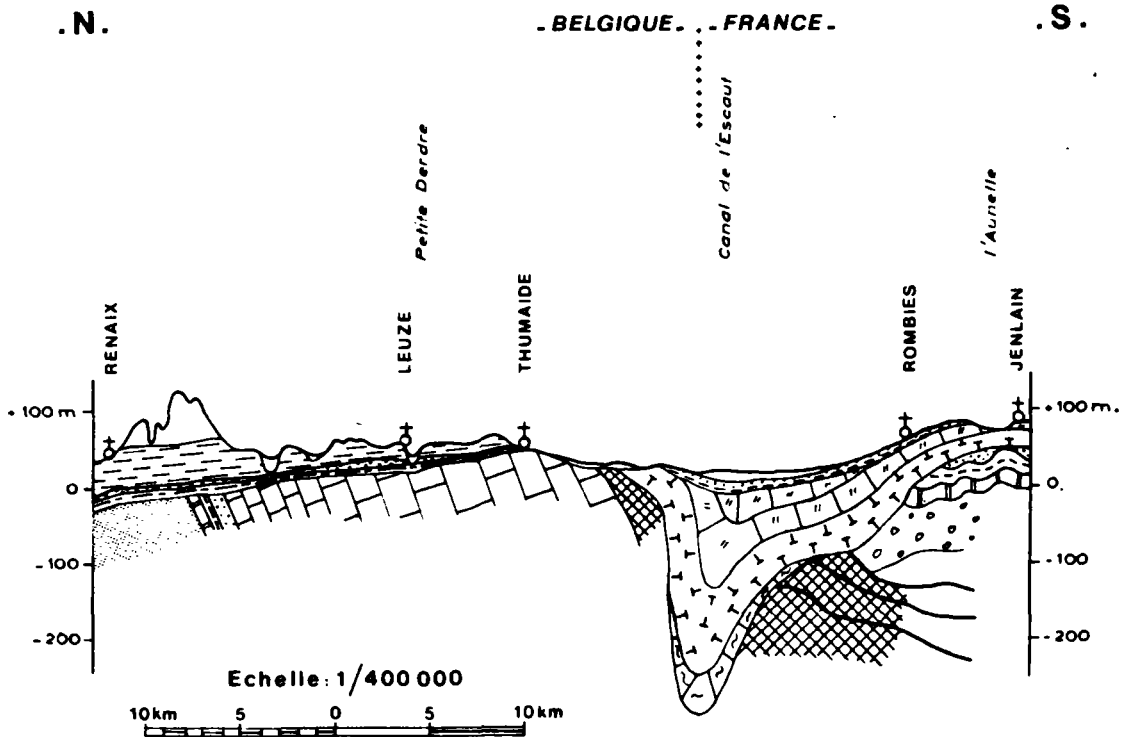 .N.
- BELGIQUE - - FRANCE -
.S.
Petite Derdre
Canal de l'Escaut
l'Aunelle
RENAIX
LEUZE
THUMAIDE
ROMBIES
JENLAIN
+100 m
0
-100
-200
+100 m.
0.
-100
-200
Echelle: 1/400 000
10km 5 0 5 10km